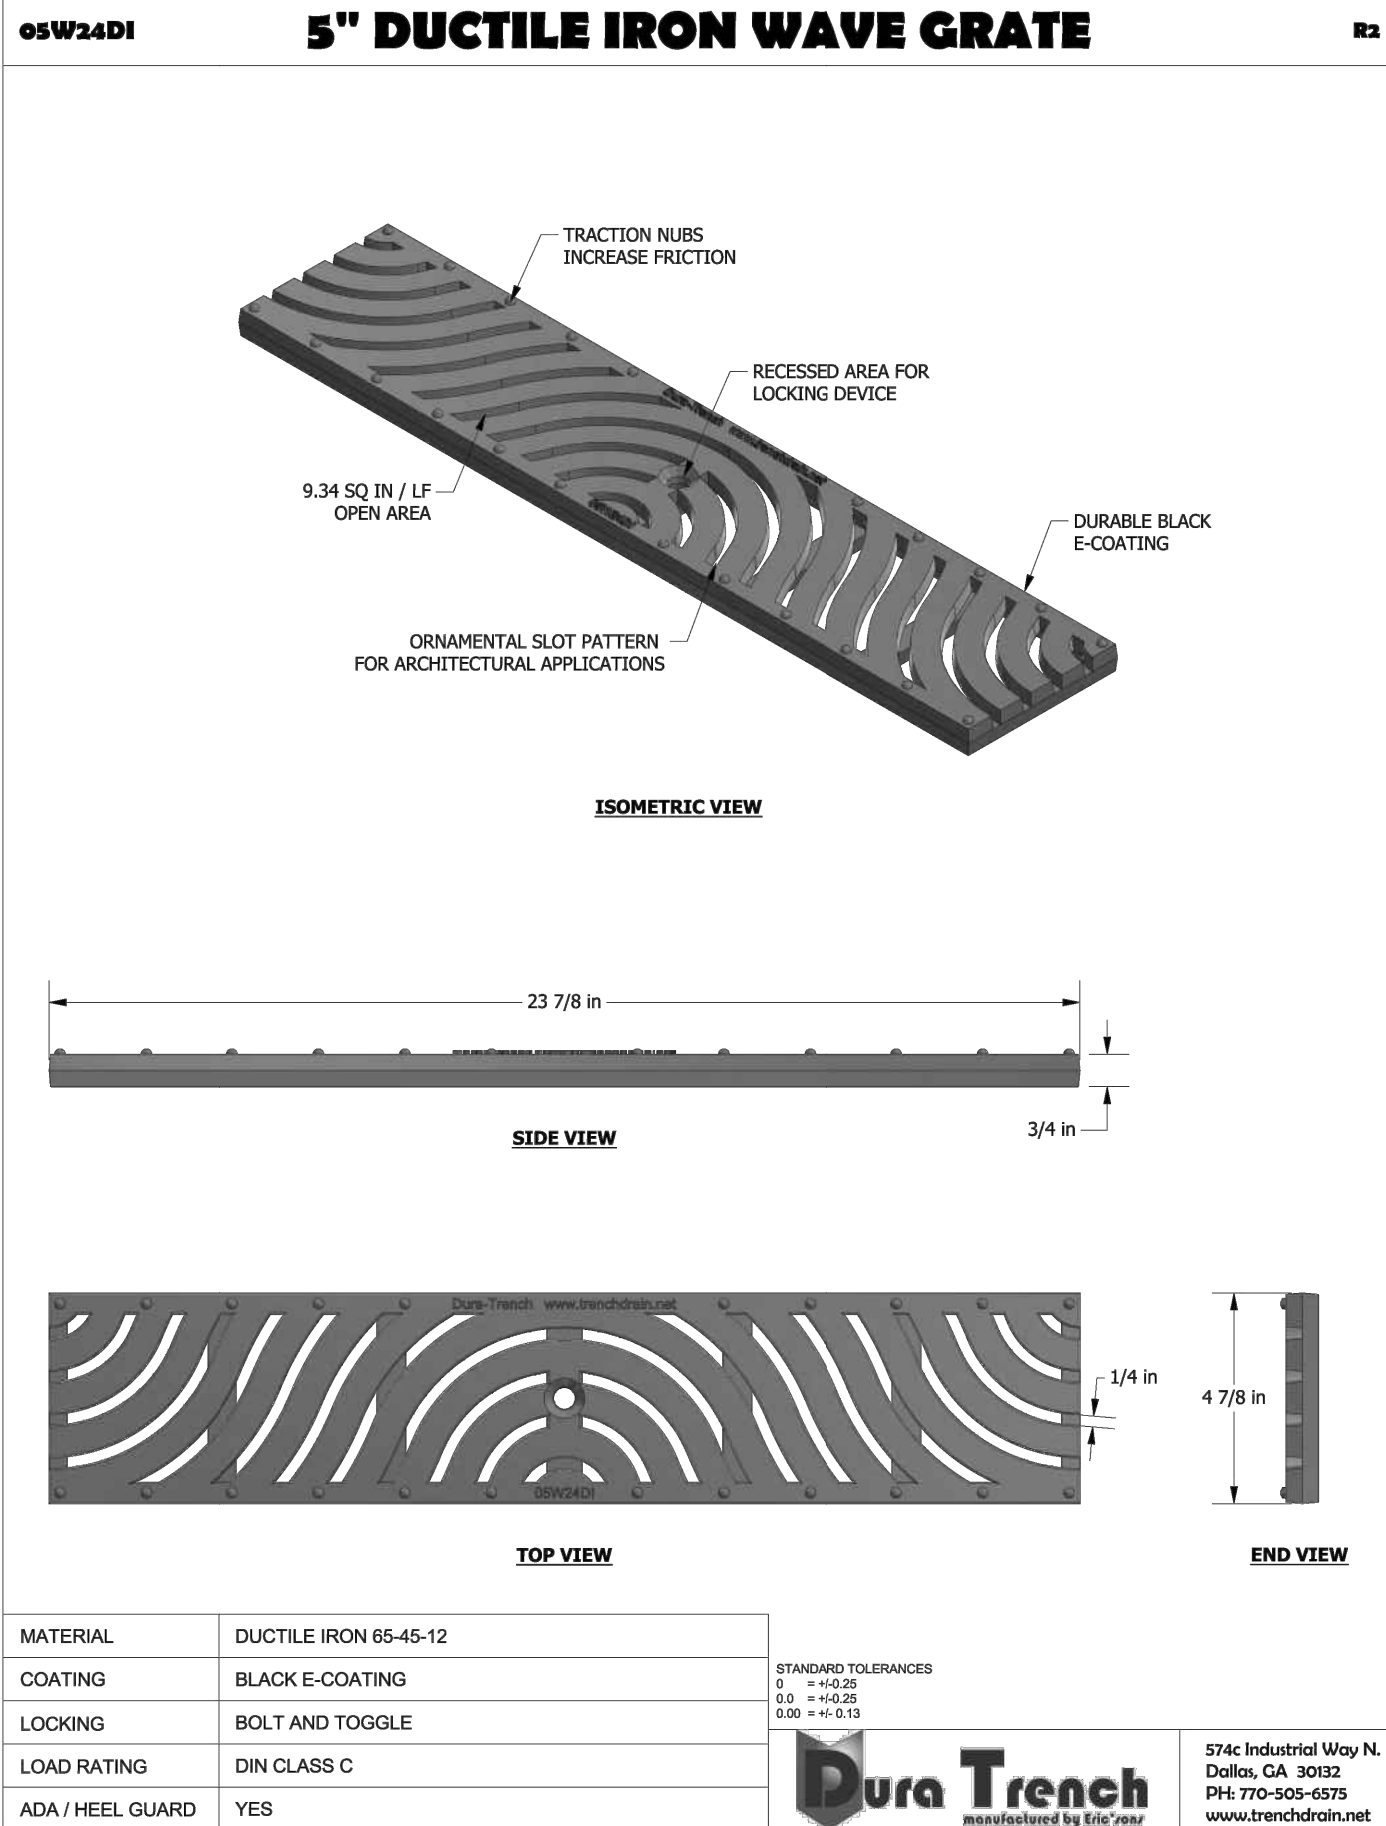 05W24DI
5" DUCTILE IRON WAVE GRATE
R2
TRACTION NUBS
INCREASE FRICTION
RECESSED AREA FOR
LOCKING DEVICE
9.34 SQ IN / LF
OPEN AREA
DURABLE BLACK
E-COATING
ORNAMENTAL SLOT PATTERN
FOR ARCHITECTURAL APPLICATIONS
ISOMETRIC VIEW
23 7/8 in
3/4 in
SIDE VIEW
Dura-Trench www.trenchdrain.net
1/4 in
4 7/8 in
05W24DI
TOP VIEW
END VIEW
MATERIAL DUCTILE IRON 65-45-12
COATING BLACK E-COATING
LOCKING BOLT AND TOGGLE
LOAD RATING DIN CLASS C
ADA / HEEL GUARD YES
STANDARD TOLERANCES
0 = +/-0.25
0.0 = +/-0.25
0.00 = +/- 0.13
Dura Trench
manufactured by Eric'sons
574c Industrial Way N.
Dallas, GA 30132
PH: 770-505-6575
www.trenchdrain.net